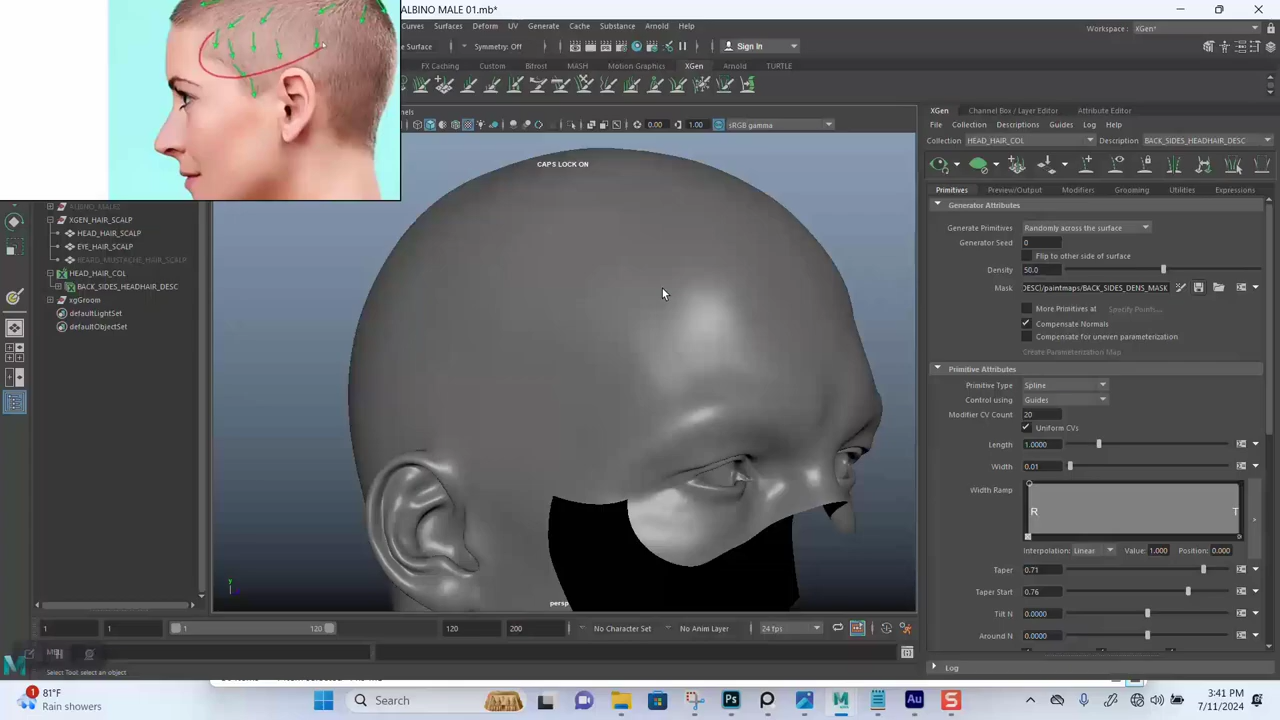 ALBINO MALE 01.mb*
Curves Surfaces Deform UV Generate Cache Substance Arnold Help
Workspace : XGen*
Surface Symmetry: Off Sign In
FX Caching Custom Bifrost MASH Motion Graphics XGen Arnold TURTLE
0.00 1.00 sRGB gamma
CAPS LOCK ON
XGEN_HAIR_SCALP
HEAD_HAIR_SCALP
EYE_HAIR_SCALP
BEARD_MUSTACHE_HAIR_SCALP
HEAD_HAIR_COL
BACK_SIDES_HEADHAIR_DESC
xgGroom
defaultLightSet
defaultObjectSet
persp
XGen Channel Box / Layer Editor Attribute Editor
File Collection Descriptions Guides Log Help
Collection HEAD_HAIR_COL Description BACK_SIDES_HEADHAIR_DESC
Primitives Preview/Output Modifiers Grooming Utilities Expressions
Generator Attributes
Generate Primitives Randomly across the surface
Generator Seed 0
Flip to other side of surface
Density 50.0
Mask DESC)/paintmaps/BACK_SIDES_DENS_MASK
More Primitives at Specify Points...
Compensate Normals
Compensate for uneven parameterization
Create Parameterization Map
Primitive Attributes
Primitive Type Spline
Control using Guides
Modifier CV Count 20
Uniform CVs
Length 1.0000
Width 0.01
Width Ramp
R T
Interpolation: Linear Value: 1.000 Position: 0.000
Taper 0.71
Taper Start 0.76
Tilt N 0.0000
Around N 0.0000
Log
1 1 1 120 120 200 No Character Set No Anim Layer 24 fps
Select Tool: select an object
1
81°F
Rain showers
Search
3:41 PM
7/11/2024